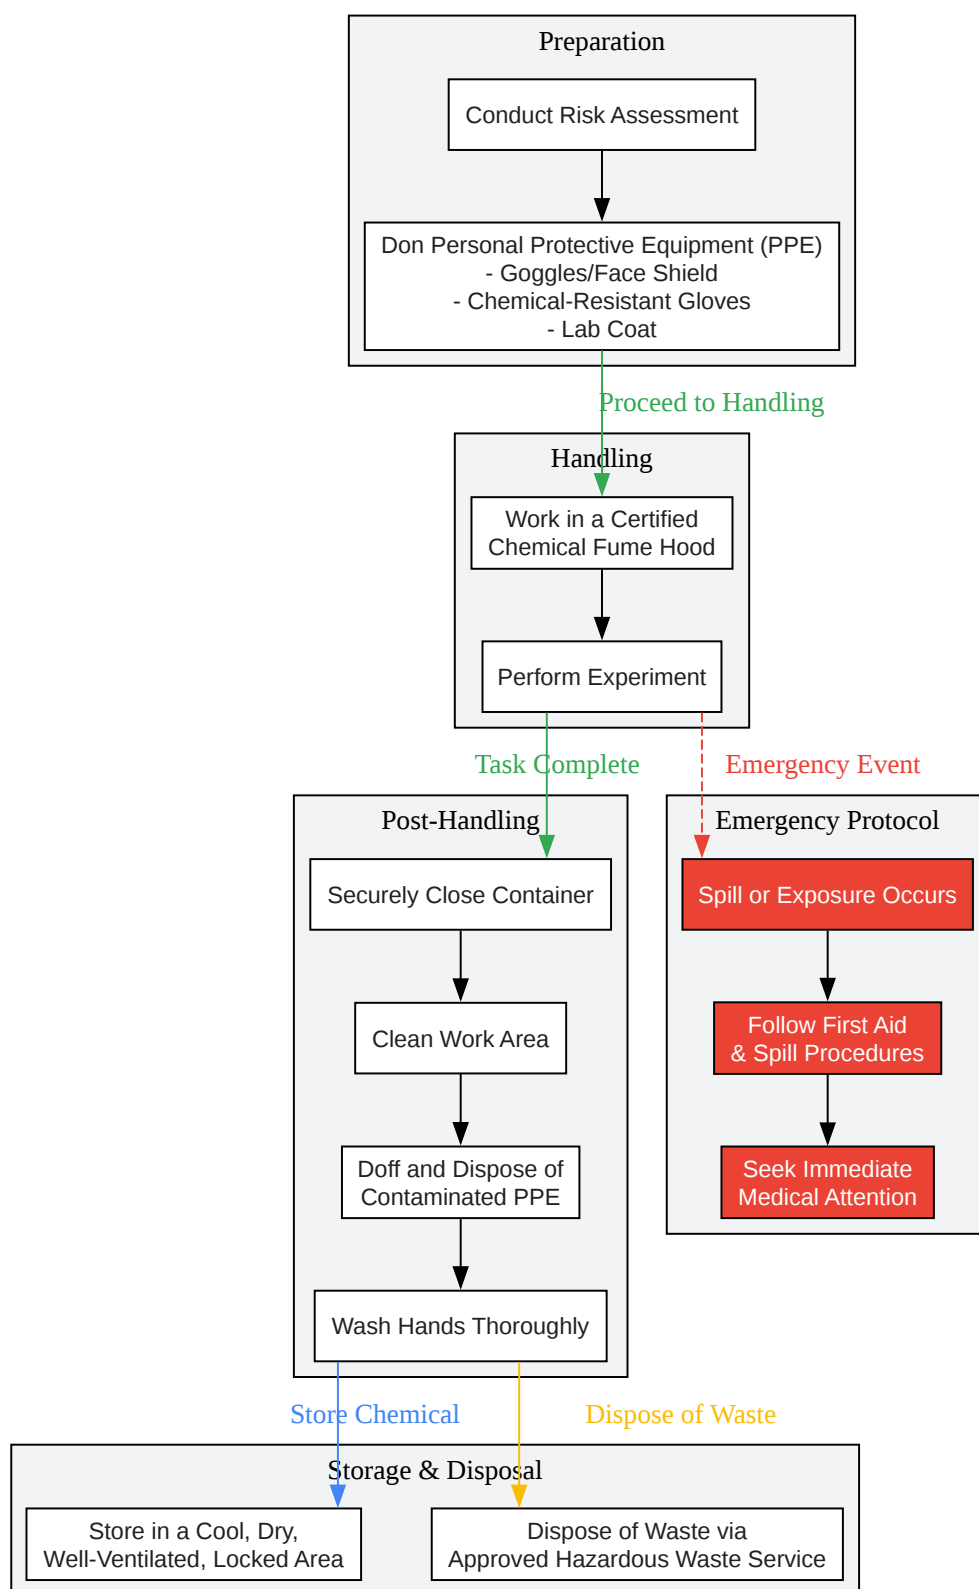 Preparation
Conduct Risk Assessment
Don Personal Protective Equipment (PPE)
- Goggles/Face Shield
- Chemical-Resistant Gloves
- Lab Coat
Proceed to Handling
Handling
Work in a Certified
Chemical Fume Hood
Perform Experiment
Task Complete
Emergency Event
Post-Handling
Securely Close Container
Clean Work Area
Doff and Dispose of
Contaminated PPE
Wash Hands Thoroughly
Emergency Protocol
Spill or Exposure Occurs
Follow First Aid
& Spill Procedures
Seek Immediate
Medical Attention
Store Chemical
Dispose of Waste
Storage & Disposal
Store in a Cool, Dry,
Well-Ventilated, Locked Area
Dispose of Waste via
Approved Hazardous Waste Service